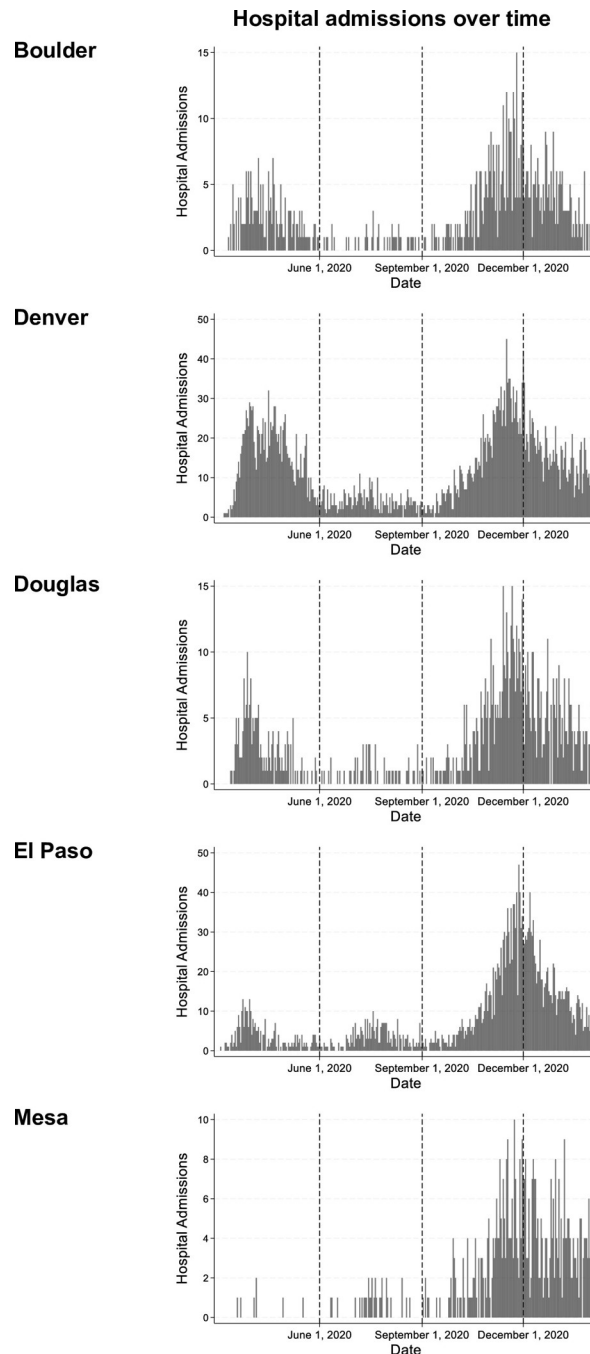 Hospital admissions over time
Boulder
Hospital Admissions
15
10
5
0
June 1, 2020 September 1, 2020 December 1, 2020
Date
Denver
Hospital Admissions
50
40
30
20
10
0
June 1, 2020 September 1, 2020 December 1, 2020
Date
Douglas
Hospital Admissions
15
10
5
0
June 1, 2020 September 1, 2020 December 1, 2020
Date
El Paso
Hospital Admissions
50
40
30
20
10
0
June 1, 2020 September 1, 2020 December 1, 2020
Date
Mesa
Hospital Admissions
10
8
6
4
2
0
June 1, 2020 September 1, 2020 December 1, 2020
Date